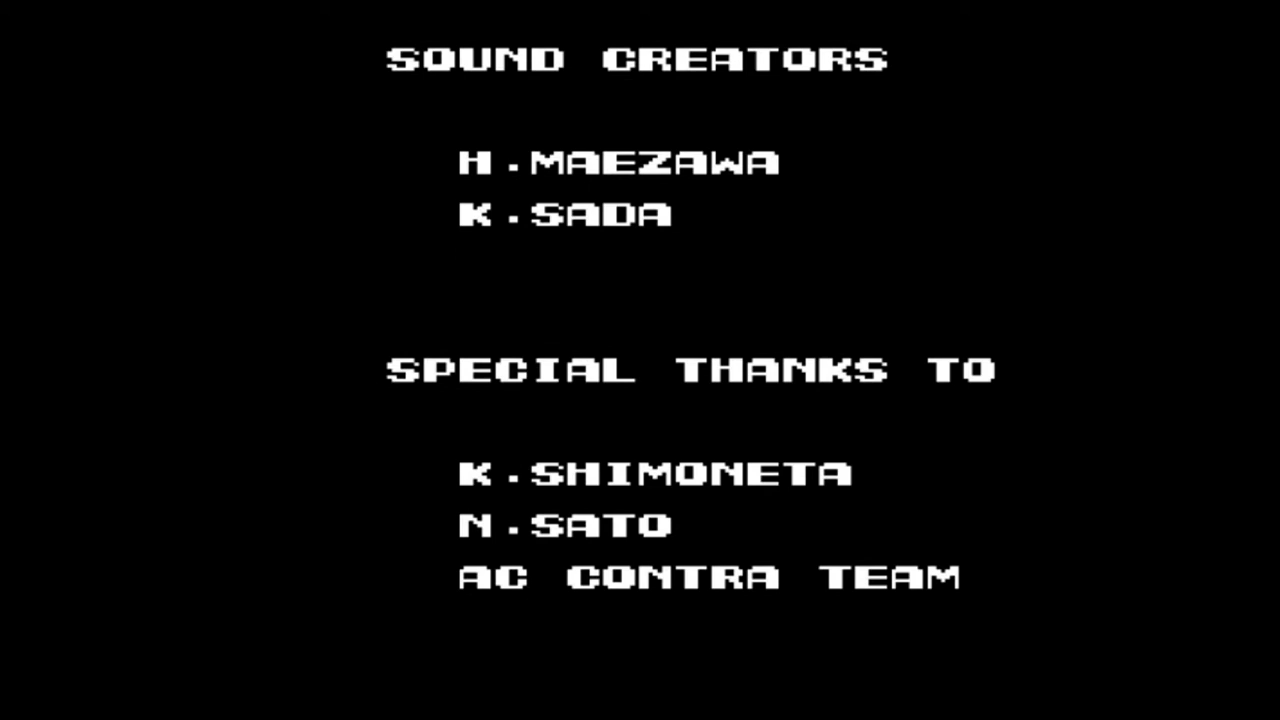 SOUND CREATORS
H.MAEZAWA
K.SADA
SPECIAL THANKS TO
K.SHIMONETA
N.SATO
AC CONTRA TEAM